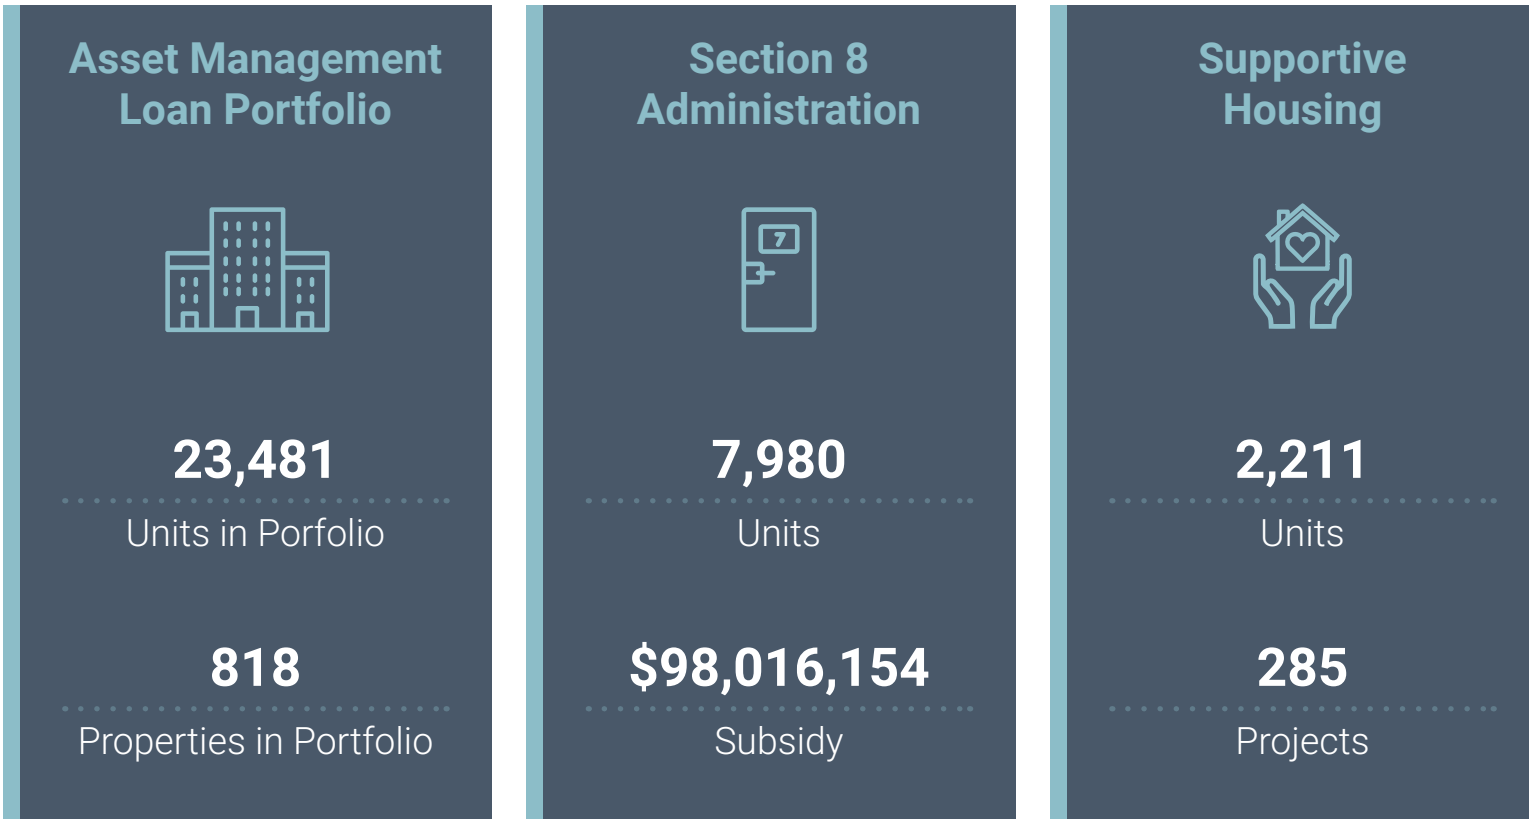 Asset Management
Loan Portfolio
23,481
Units in Porfolio
818
Properties in Portfolio
Section 8
Administration
7
7,980
Units
$98,016,154
Subsidy
Supportive
Housing
2,211
Units
285
Projects